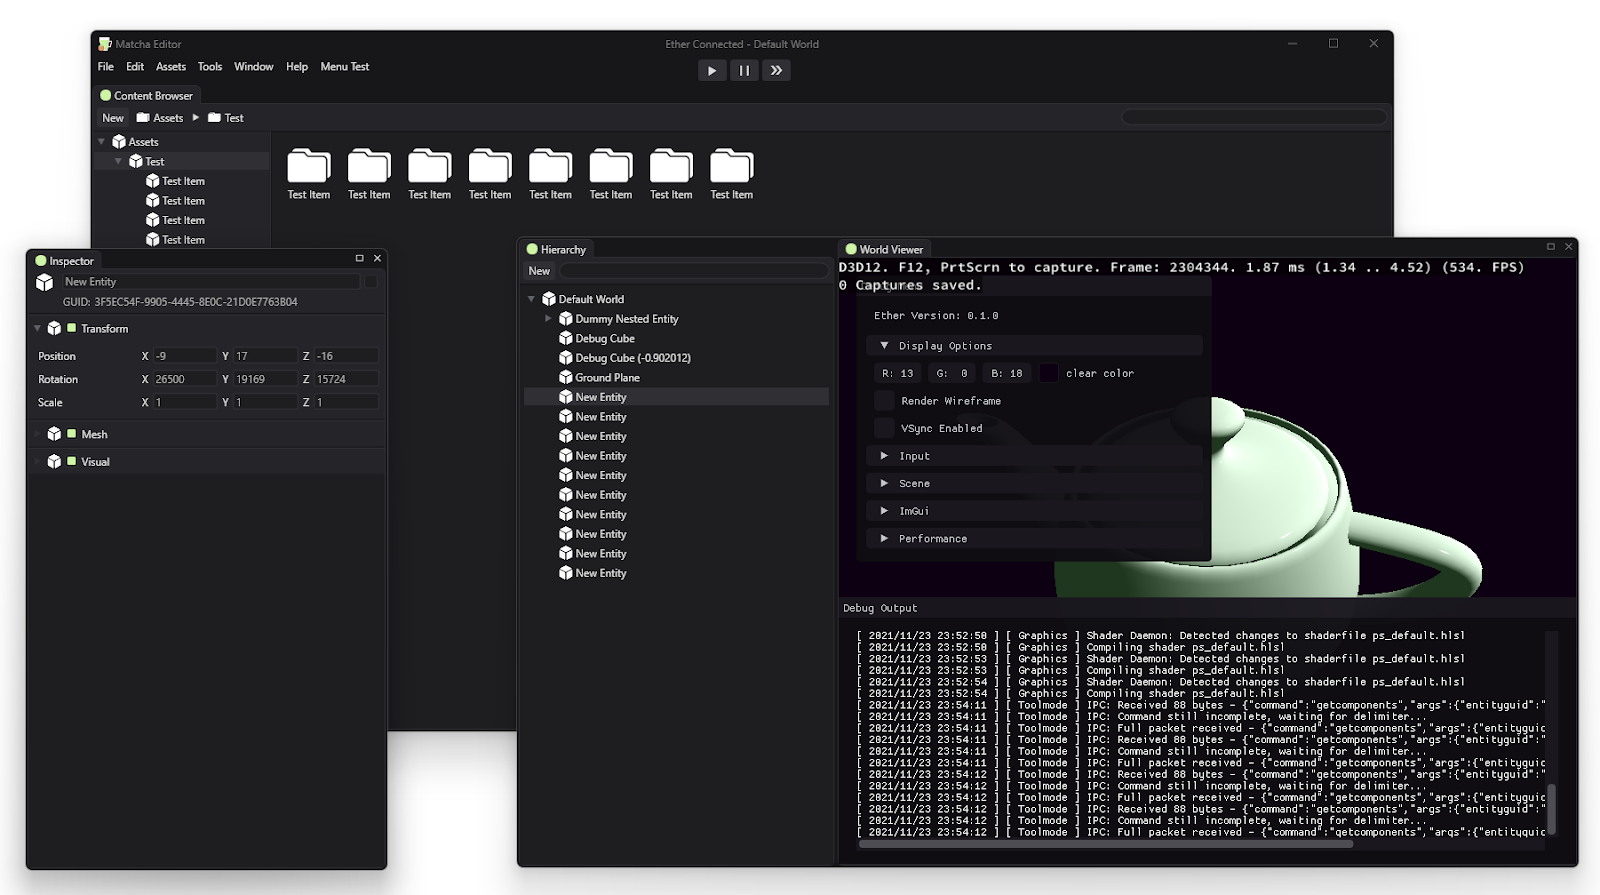 Matcha Editor
Ether Connected - Default World
File Edit Assets Tools Window Help Menu Test
Content Browser
New Assets Test
Assets
Test
Test Item
Test Item
Test Item
Test Item
Test Item Test Item Test Item Test Item Test Item Test Item Test Item Test Item
Inspector
New Entity
GUID: 3F5EC54F-9905-4445-8E0C-21D0E7763B04
Transform
Position X -9 Y 17 Z -16
Rotation X 26500 Y 19169 Z 15724
Scale X 1 Y 1 Z 1
Mesh
Visual
Hierarchy
New
Default World
Dummy Nested Entity
Debug Cube
Debug Cube (-0.902012)
Ground Plane
New Entity
New Entity
New Entity
New Entity
New Entity
New Entity
New Entity
New Entity
New Entity
New Entity
World Viewer
D3D12. F12, PrtScrn to capture. Frame: 2304344. 1.87 ms (1.34 .. 4.52) (534. FPS)
0 Captures saved.
Ether Version: 0.1.0
Display Options
R: 13 G: 0 B: 18 clear color
Render Wireframe
VSync Enabled
Input
Scene
ImGui
Performance
Debug Output
[ 2021/11/23 23:52:50 ] [ Graphics ] Shader Daemon: Detected changes to shaderfile ps_default.hlsl
[ 2021/11/23 23:52:50 ] [ Graphics ] Compiling shader ps_default.hlsl
[ 2021/11/23 23:52:53 ] [ Graphics ] Shader Daemon: Detected changes to shaderfile ps_default.hlsl
[ 2021/11/23 23:52:53 ] [ Graphics ] Compiling shader ps_default.hlsl
[ 2021/11/23 23:52:54 ] [ Graphics ] Shader Daemon: Detected changes to shaderfile ps_default.hlsl
[ 2021/11/23 23:52:54 ] [ Graphics ] Compiling shader ps_default.hlsl
[ 2021/11/23 23:54:11 ] [ Toolmode ] IPC: Received 88 bytes - {"command":"getcomponents","args":{"entityguid":"
[ 2021/11/23 23:54:11 ] [ Toolmode ] IPC: Command still incomplete, waiting for delimiter...
[ 2021/11/23 23:54:11 ] [ Toolmode ] IPC: Full packet received - {"command":"getcomponents","args":{"entityguic
[ 2021/11/23 23:54:11 ] [ Toolmode ] IPC: Received 88 bytes - {"command":"getcomponents","args":{"entityguid":"
[ 2021/11/23 23:54:11 ] [ Toolmode ] IPC: Command still incomplete, waiting for delimiter...
[ 2021/11/23 23:54:11 ] [ Toolmode ] IPC: Full packet received - {"command":"getcomponents","args":{"entityguic
[ 2021/11/23 23:54:12 ] [ Toolmode ] IPC: Received 88 bytes - {"command":"getcomponents","args":{"entityguid":"
[ 2021/11/23 23:54:12 ] [ Toolmode ] IPC: Command still incomplete, waiting for delimiter...
[ 2021/11/23 23:54:12 ] [ Toolmode ] IPC: Full packet received - {"command":"getcomponents","args":{"entityguic
[ 2021/11/23 23:54:12 ] [ Toolmode ] IPC: Received 88 bytes - {"command":"getcomponents","args":{"entityguid":"
[ 2021/11/23 23:54:12 ] [ Toolmode ] IPC: Command still incomplete, waiting for delimiter...
[ 2021/11/23 23:54:12 ] [ Toolmode ] IPC: Full packet received - {"command":"getcomponents","args":{"entityguic